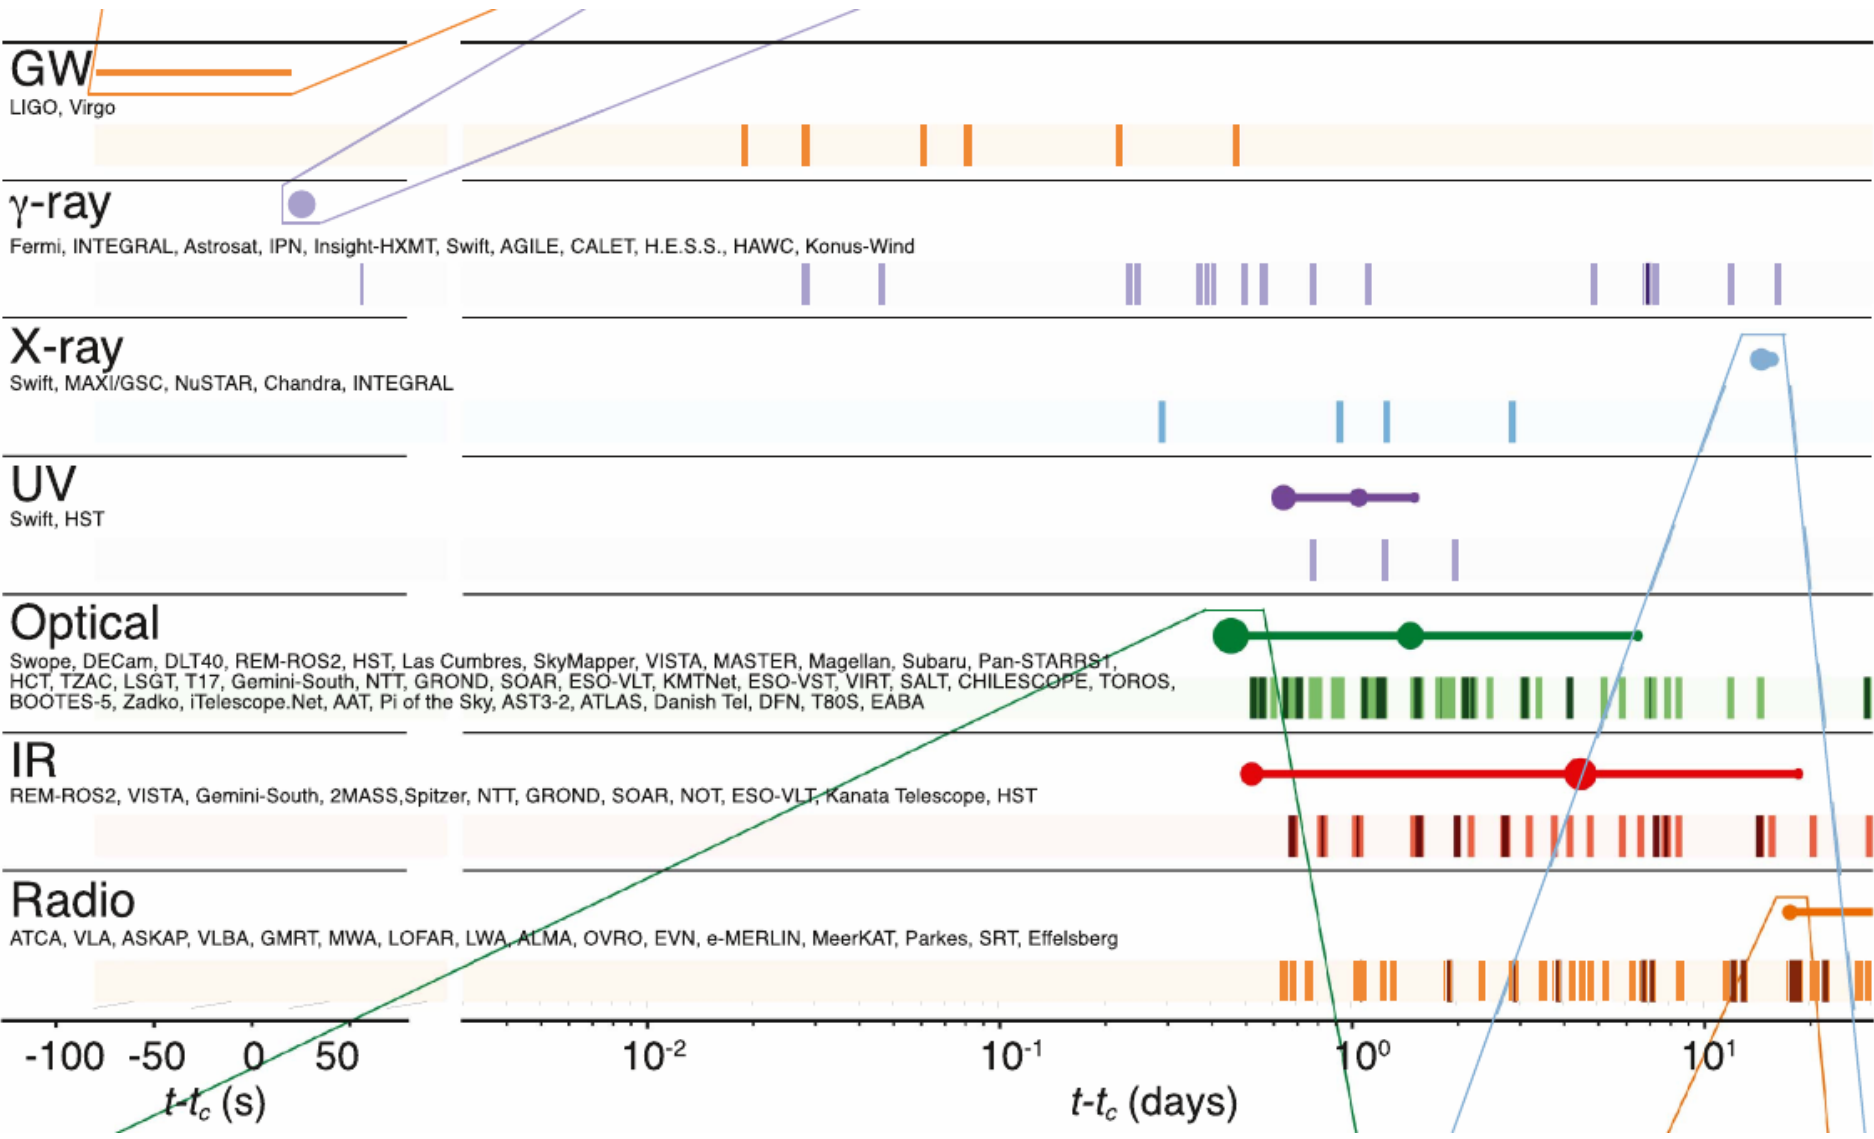 GW
LIGO, Virgo
γ-ray
Fermi, INTEGRAL, Astrosat, IPN, Insight-HXMT, Swift, AGILE, CALET, H.E.S.S., HAWC, Konus-Wind
X-ray
Swift, MAXI/GSC, NuSTAR, Chandra, INTEGRAL
UV
Swift, HST
Optical
Swope, DECam, DLT40, REM-ROS2, HST, Las Cumbres, SkyMapper, VISTA, MASTER, Magellan, Subaru, Pan-STARRS1,
HCT, TZAC, LSGT, T17, Gemini-South, NTT, GROND, SOAR, ESO-VLT, KMTNet, ESO-VST, VIRT, SALT, CHILESCOPE, TOROS,
BOOTES-5, Zadko, iTelescope.Net, AAT, Pi of the Sky, AST3-2, ATLAS, Danish Tel, DFN, T80S, EABA
IR
REM-ROS2, VISTA, Gemini-South, 2MASS,Spitzer, NTT, GROND, SOAR, NOT, ESO-VLT, Kanata Telescope, HST
Radio
ATCA, VLA, ASKAP, VLBA, GMRT, MWA, LOFAR, LWA, ALMA, OVRO, EVN, e-MERLIN, MeerKAT, Parkes, SRT, Effelsberg
-100 -50 0 50 10⁻² 10⁻¹ 10⁰ 10¹
t-t꜀ (s) t-t꜀ (days)